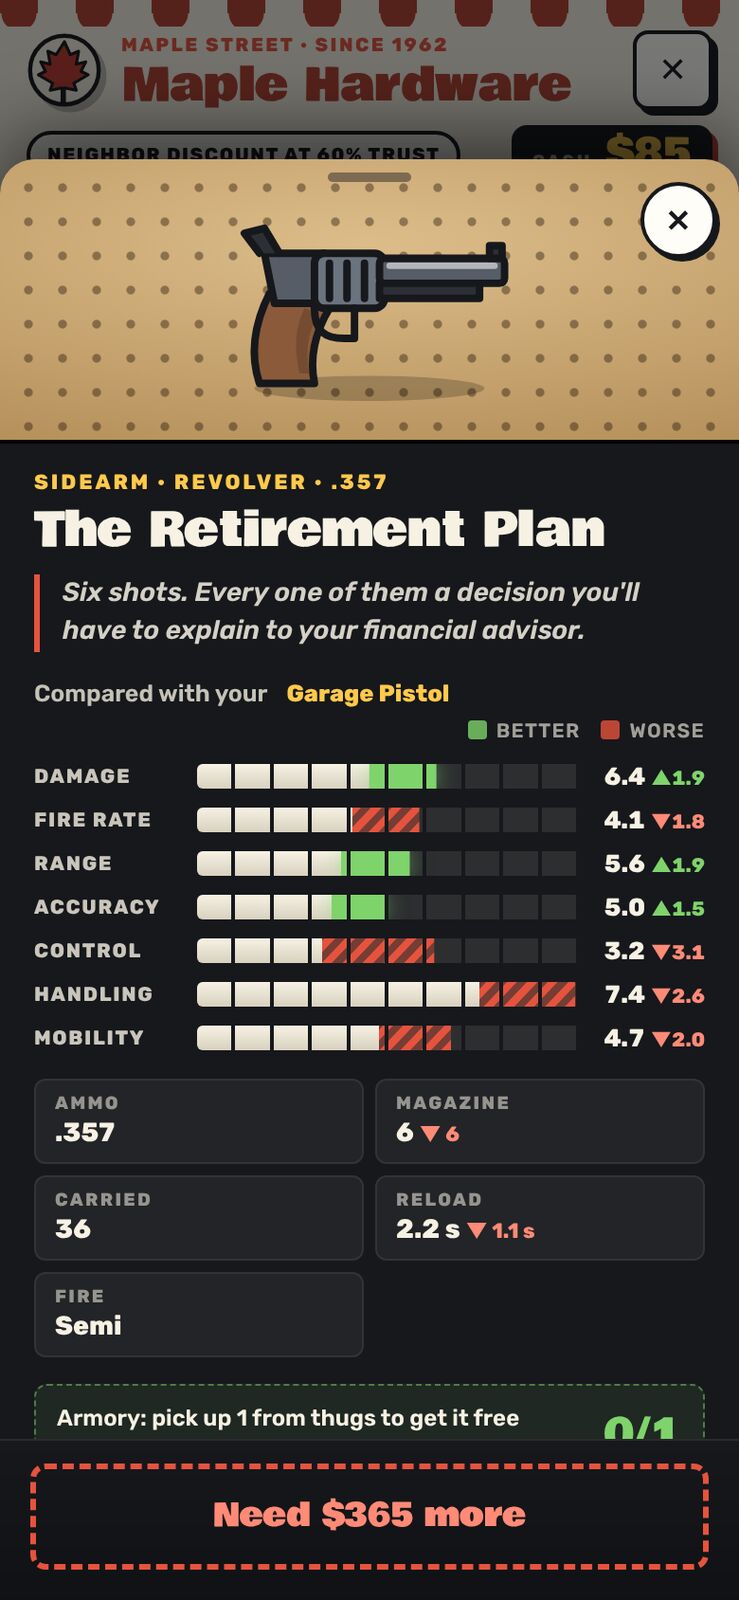 MAPLE STREET · SINCE 1962
Maple Hardware
✕
NEIGHBOR DISCOUNT AT 60% TRUST
CASH $85
✕
SIDEARM · REVOLVER · .357
The Retirement Plan
Six shots. Every one of them a decision you'll
have to explain to your financial advisor.
Compared with your Garage Pistol
BETTER WORSE
DAMAGE 6.4 ▲1.9
FIRE RATE 4.1 ▼1.8
RANGE 5.6 ▲1.9
ACCURACY 5.0 ▲1.5
CONTROL 3.2 ▼3.1
HANDLING 7.4 ▼2.6
MOBILITY 4.7 ▼2.0
AMMO
.357
MAGAZINE
6 ▼ 6
CARRIED
36
RELOAD
2.2 s ▼ 1.1 s
FIRE
Semi
Armory: pick up 1 from thugs to get it free
0/1
Need $365 more